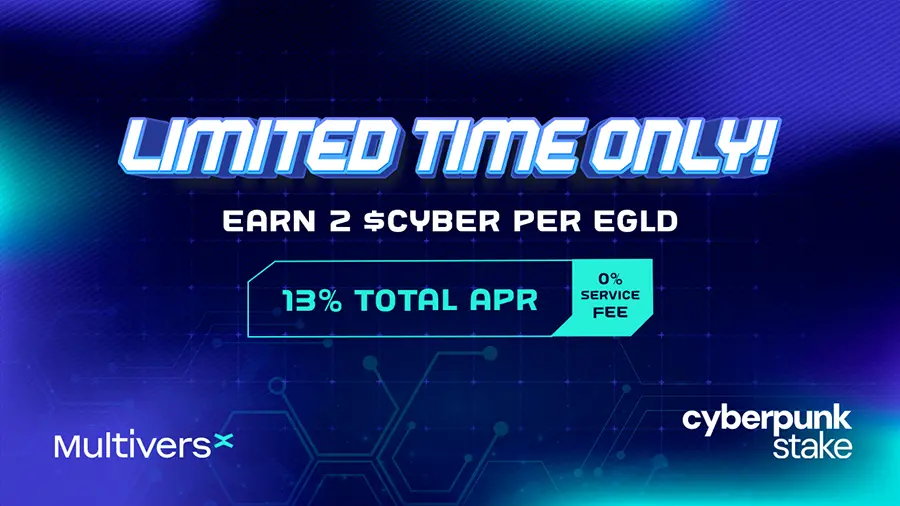 LIMITED TIME ONLY!
EARN 2 $CYBER PER EGLD
13% TOTAL APR
0%
SERVICE
FEE
Multiversx
cyberpunk
stake